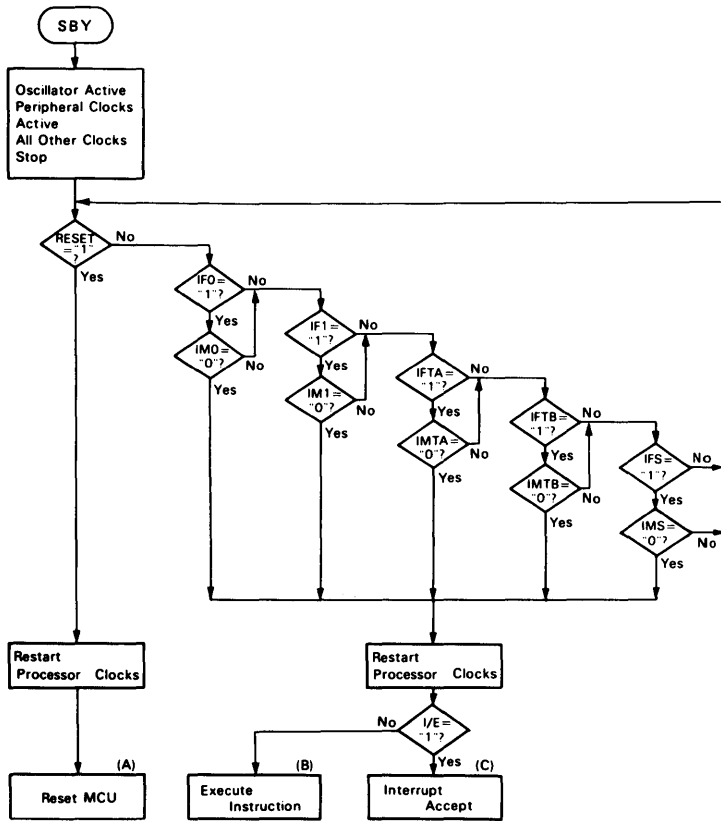 SBY
Oscillator Active
Peripheral Clocks
Active
All Other Clocks
Stop
RESET
="1"
?
No
Yes
IF0=
"1"?
No
Yes
IM0=
"0"?
No
Yes
IF1=
"1"?
No
Yes
IM1=
"0"?
No
Yes
IFTA=
"1"?
No
Yes
IMTA=
"0"?
No
Yes
IFTB=
"1"?
No
Yes
IMTB=
"0"?
No
Yes
IFS=
"1"?
No
Yes
IMS=
"0"?
No
Yes
Restart
Processor Clocks
(A)
Reset MCU
Restart
Processor Clocks
I/E=
"1"?
No
Yes
(B)
Execute
Instruction
(C)
Interrupt
Accept